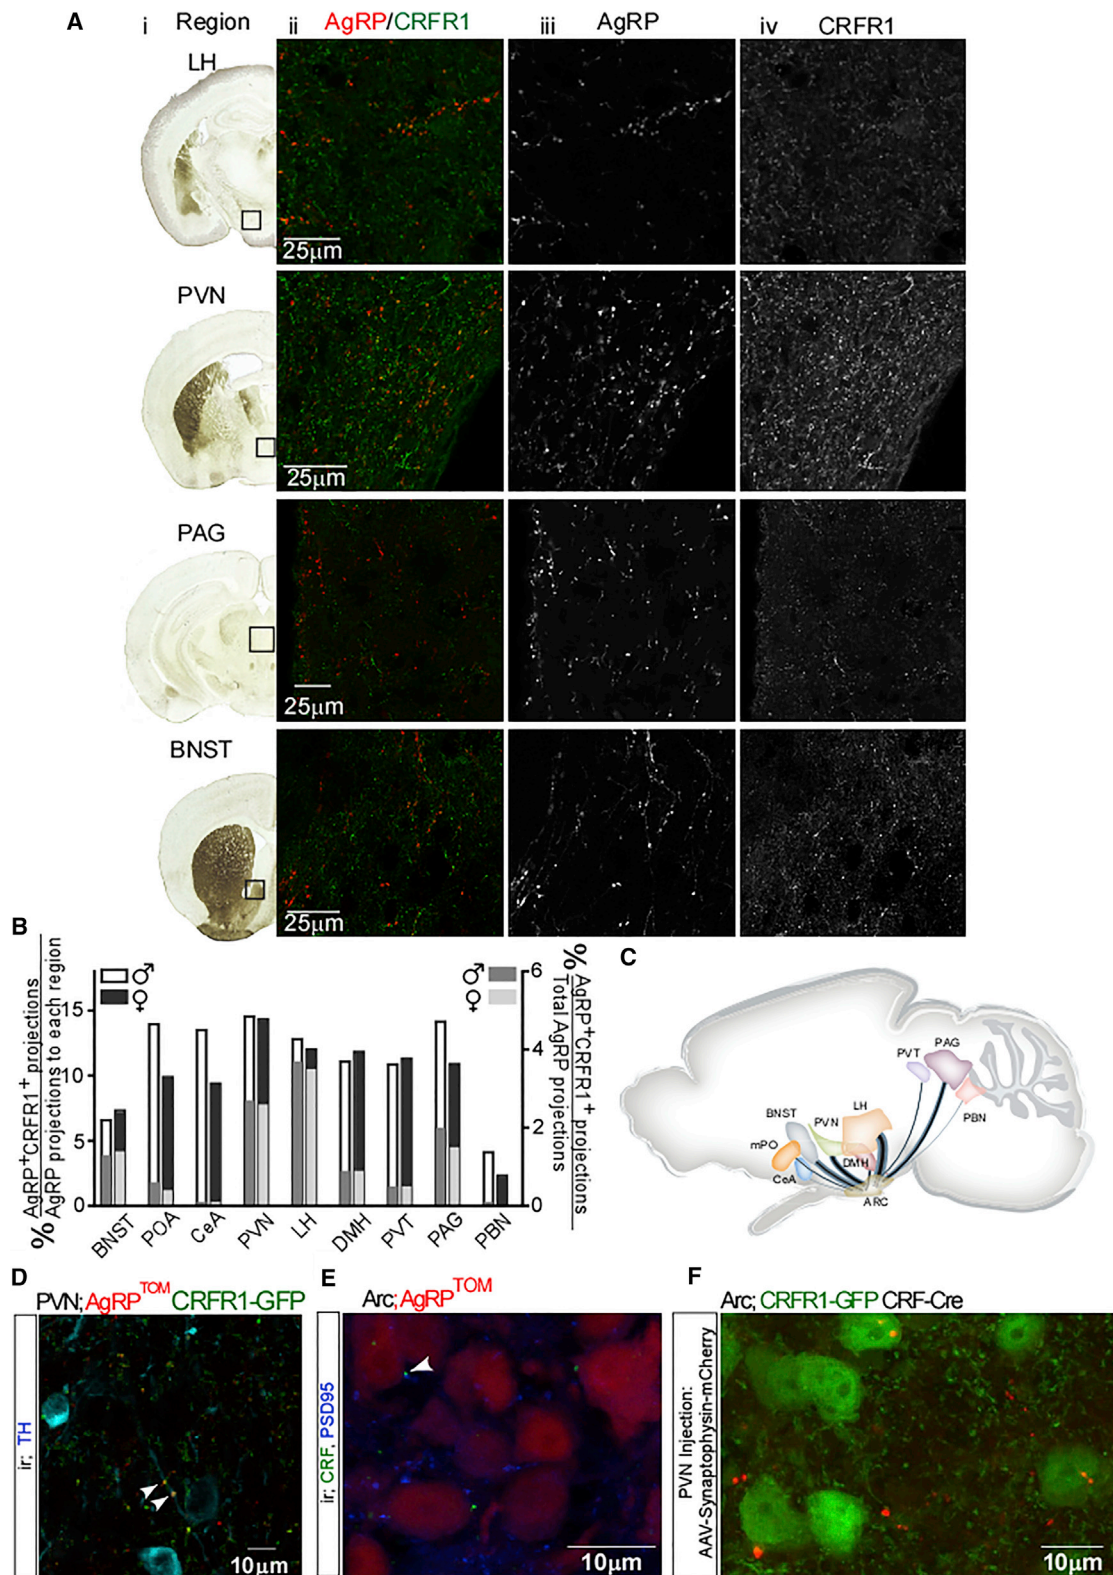 A
i Region ii AgRP/CRFR1 iii AgRP iv CRFR1
LH
25μm
PVN
25μm
PAG
25μm
BNST
25μm
B
% AgRP⁺CRFR1⁺ projections
AgRP projections to each region
♂
♀
15
10
5
0
♂
♀
6
4
2
0
% AgRP⁺CRFR1⁺ projections
Total AgRP projections
BNST POA CeA PVN LH DMH PVT PAG PBN
C
PVT PAG
PBN
BNST PVN LH
mPO DMH
CeA ARC
D
PVN; AgRP^TOM CRFR1-GFP
ir; TH
10μm
E
Arc; AgRP^TOM
ir; CRF; PSD95
10μm
F
Arc; CRFR1-GFP CRF-Cre
PVN Injection:
AAV-Synaptophysin-mCherry
10μm